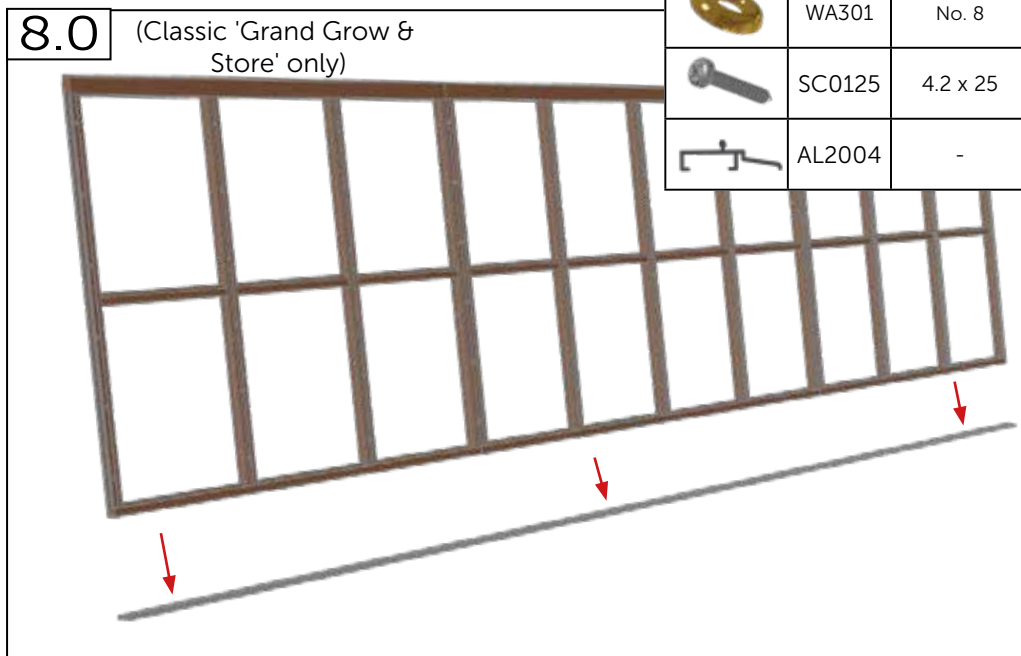 8.0
(Classic 'Grand Grow &
Store' only)
WA301 No. 8
SC0125 4.2 x 25
AL2004 -